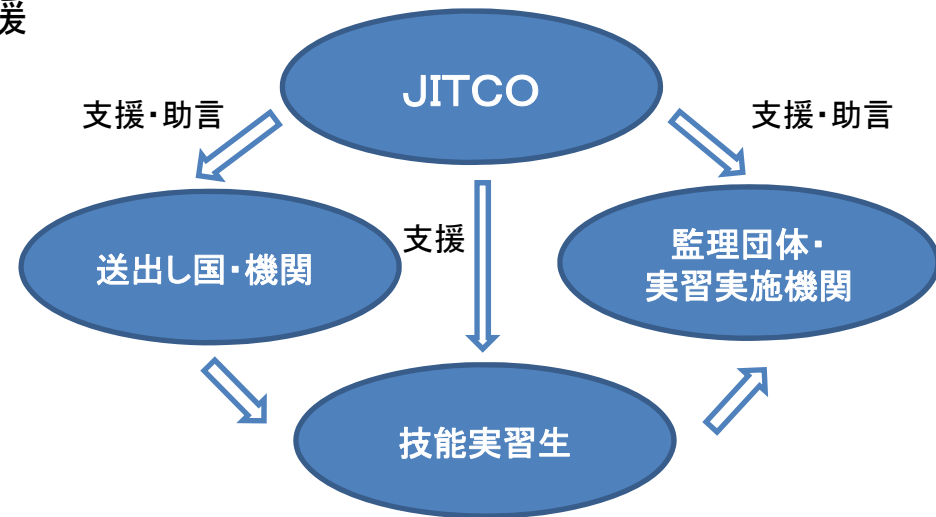 援
JITCO
支援・助言
支援・助言
送出し国・機関
支援
監理団体・
実習実施機関
技能実習生